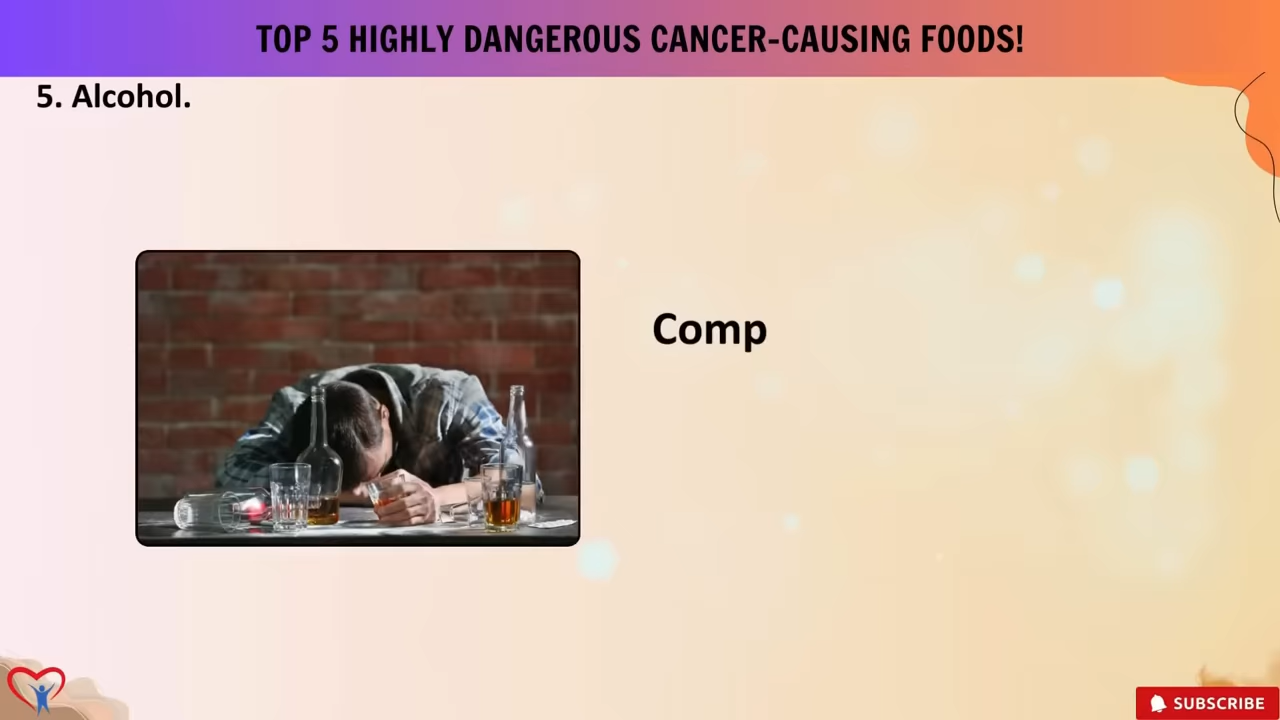 TOP 5 HIGHLY DANGEROUS CANCER-CAUSING FOODS!
5. Alcohol.
Comp
SUBSCRIBE